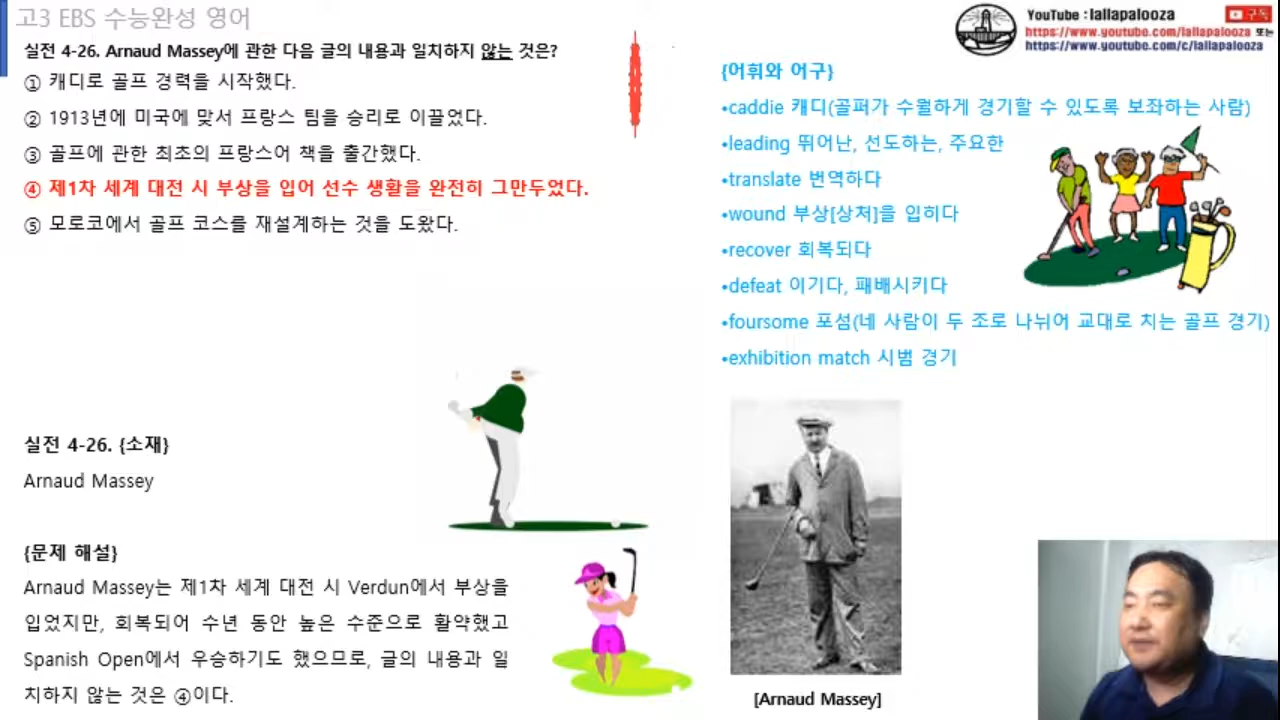 고3 EBS 수능완성 영어
실전 4-26. Arnaud Massey에 관한 다음 글의 내용과 일치하지 않는 것은?
① 캐디로 골프 경력을 시작했다.
② 1913년에 미국에 맞서 프랑스 팀을 승리로 이끌었다.
③ 골프에 관한 최초의 프랑스어 책을 출간했다.
④ 제1차 세계 대전 시 부상을 입어 선수 생활을 완전히 그만두었다.
⑤ 모로코에서 골프 코스를 재설계하는 것을 도왔다.
실전 4-26. {소재}
Arnaud Massey
{문제 해설}
Arnaud Massey는 제1차 세계 대전 시 Verdun에서 부상을
입었지만, 회복되어 수년 동안 높은 수준으로 활약했고
Spanish Open에서 우승하기도 했으므로, 글의 내용과 일
치하지 않는 것은 ④이다.
YouTube : lallapalooza 구독
https://www.youtube.com/lallapalooza 또는
https://www.youtube.com/c/lallapalooza
{어휘와 어구}
•caddie 캐디(골퍼가 수월하게 경기할 수 있도록 보좌하는 사람)
•leading 뛰어난, 선도하는, 주요한
•translate 번역하다
•wound 부상[상처]을 입히다
•recover 회복되다
•defeat 이기다, 패배시키다
•foursome 포섬(네 사람이 두 조로 나뉘어 교대로 치는 골프 경기)
•exhibition match 시범 경기
[Arnaud Massey]